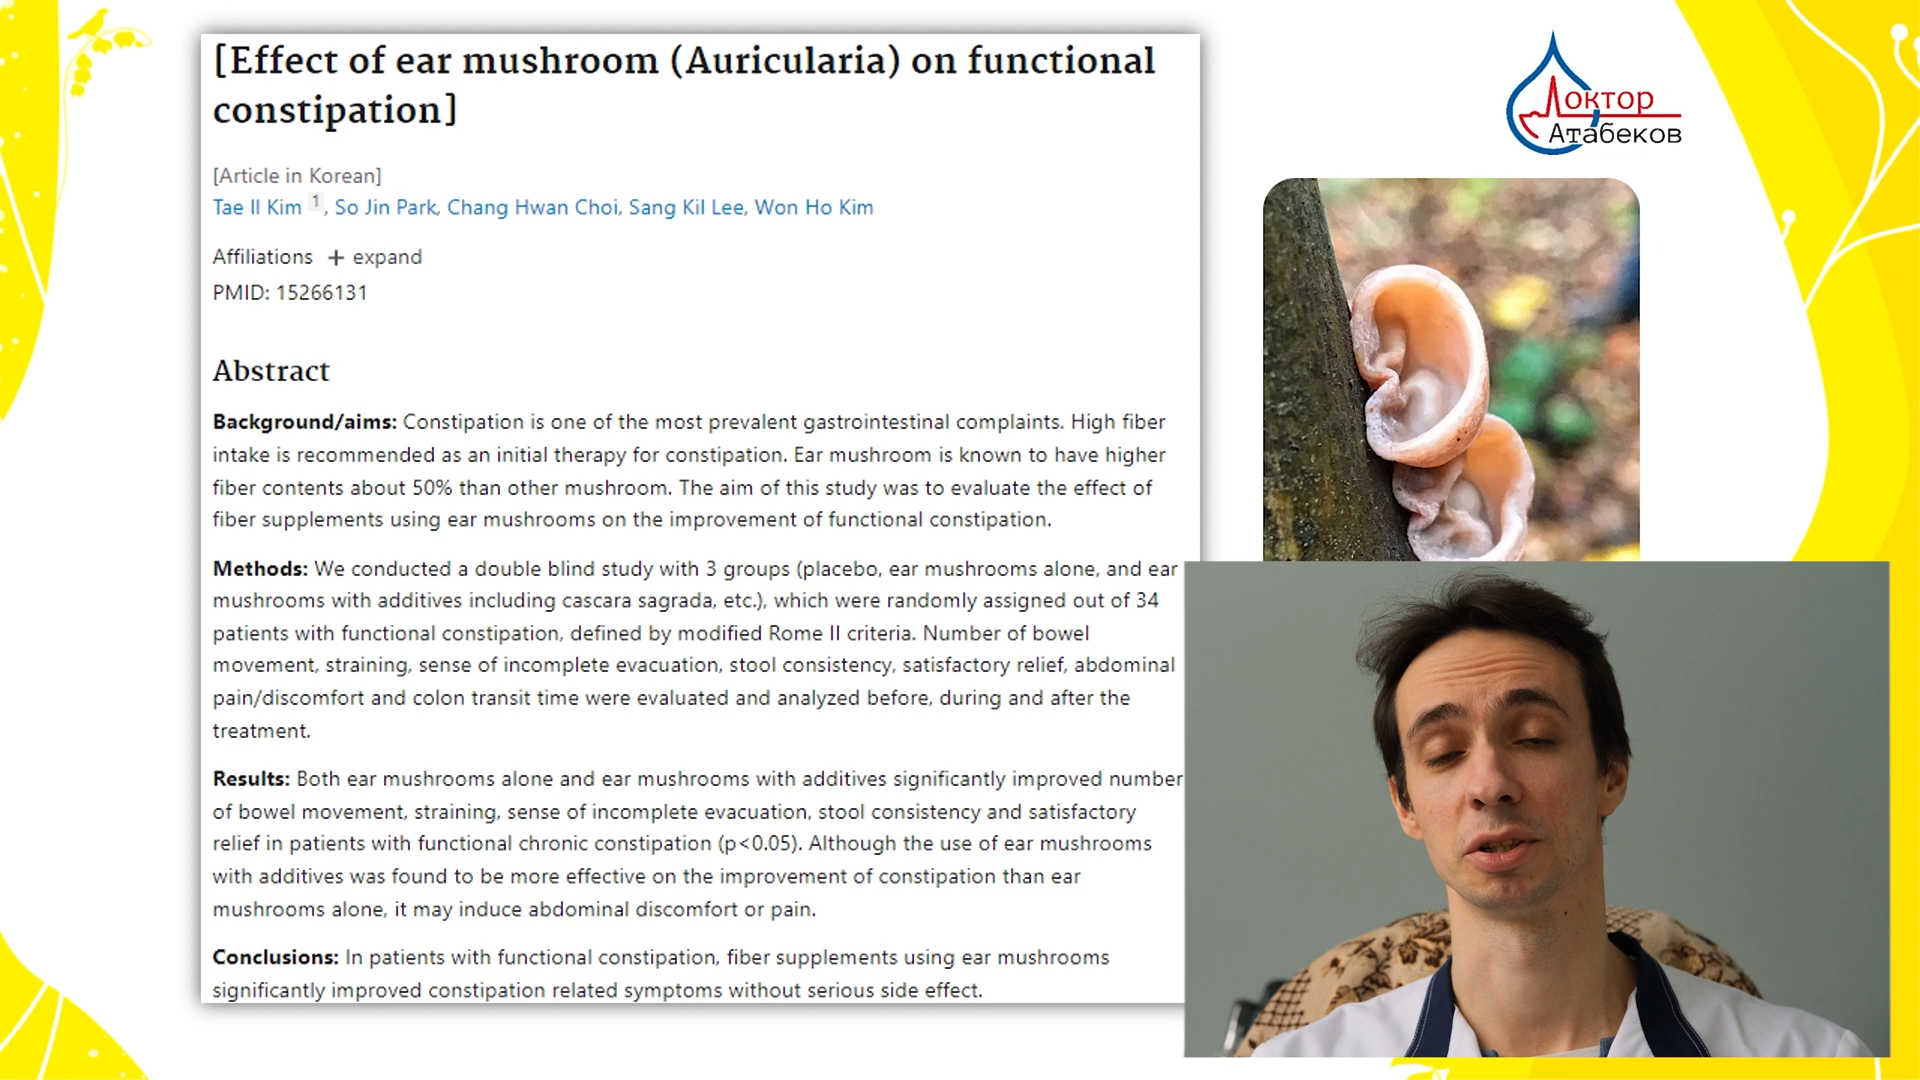 [Effect of ear mushroom (Auricularia) on functional
constipation]
[Article in Korean]
Tae Il Kim 1, So Jin Park, Chang Hwan Choi, Sang Kil Lee, Won Ho Kim
Affiliations + expand
PMID: 15266131
Abstract
Background/aims: Constipation is one of the most prevalent gastrointestinal complaints. High fiber
intake is recommended as an initial therapy for constipation. Ear mushroom is known to have higher
fiber contents about 50% than other mushroom. The aim of this study was to evaluate the effect of
fiber supplements using ear mushrooms on the improvement of functional constipation.
Methods: We conducted a double blind study with 3 groups (placebo, ear mushrooms alone, and ear
mushrooms with additives including cascara sagrada, etc.), which were randomly assigned out of 34
patients with functional constipation, defined by modified Rome II criteria. Number of bowel
movement, straining, sense of incomplete evacuation, stool consistency, satisfactory relief, abdominal
pain/discomfort and colon transit time were evaluated and analyzed before, during and after the
treatment.
Results: Both ear mushrooms alone and ear mushrooms with additives significantly improved number
of bowel movement, straining, sense of incomplete evacuation, stool consistency and satisfactory
relief in patients with functional chronic constipation (p<0.05). Although the use of ear mushrooms
with additives was found to be more effective on the improvement of constipation than ear
mushrooms alone, it may induce abdominal discomfort or pain.
Conclusions: In patients with functional constipation, fiber supplements using ear mushrooms
significantly improved constipation related symptoms without serious side effect.
Доктор
Атабеков